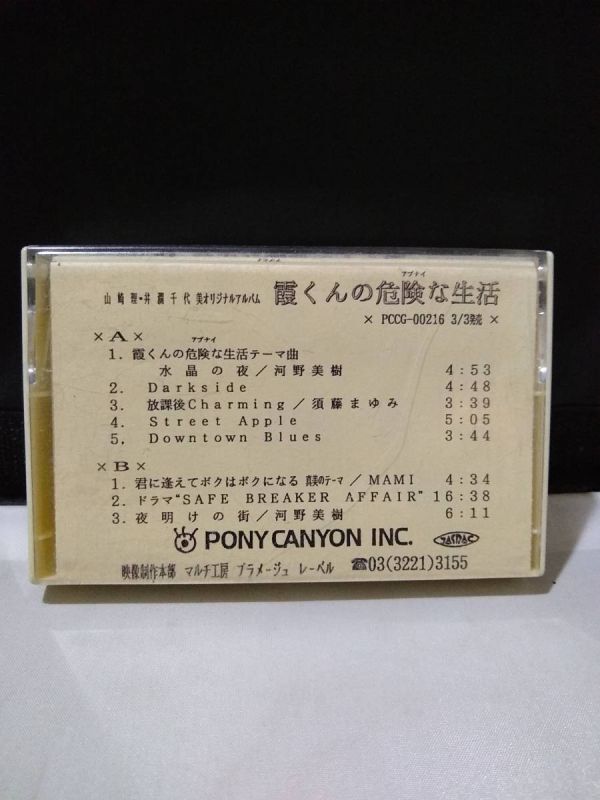 アブナイ
山崎理・井潤千代美オリジナルアルバム 霞くんの危険な生活
× PCCG-00216 3/3発売 ×
× A ×
アブナイ
1. 霞くんの危険な生活テーマ曲
水晶の夜/河野美樹 4:53
2. Darkside 4:48
3. 放課後Charming/須藤まゆみ 3:39
4. Street Apple 5:05
5, Downtown Blues 3:44
× B ×
1. 君に逢えてボクはボクになる 真美のテーマ/MAMI 4:34
2. ドラマ“SAFE BREAKER AFFAIR” 16:38
3. 夜明けの街/河野美樹 6:11
PONY CANYON INC. JASRAC
映像制作本部 マルチ工房 プラメージュ レーベル ☎03(3221)3155